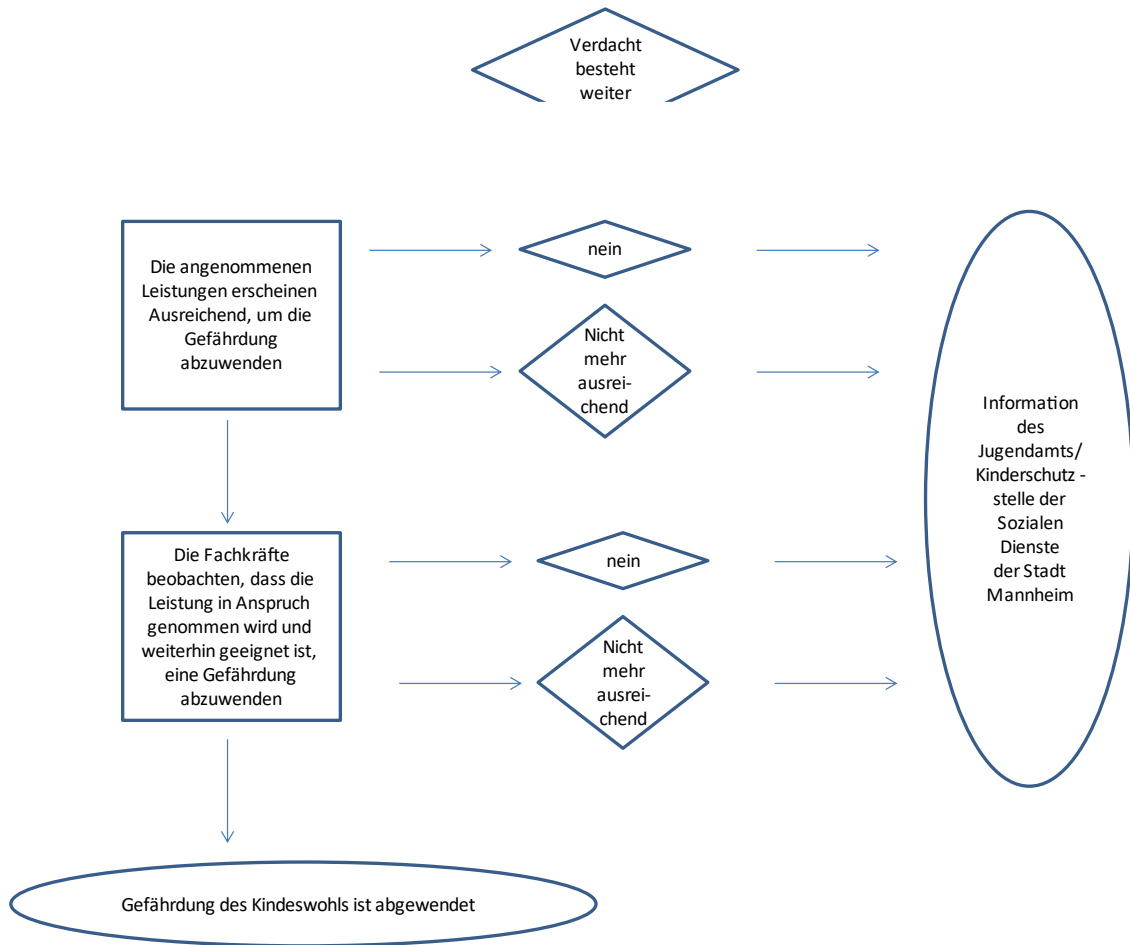 Verdacht
besteht
weiter
Die angenommenen
Leistungen erscheinen
Ausreichend, um die
Gefährdung
abzuwenden
nein
Nicht
mehr
ausrei-
chend
Die Fachkräfte
beobachten, dass die
Leistung in Anspruch
genommen wird und
weiterhin geeignet ist,
eine Gefährdung
abzuwenden
nein
Nicht
mehr
ausrei-
chend
Information
des
Jugendamts/
Kinderschutz -
stelle der
Sozialen
Dienste
der Stadt
Mannheim
Gefährdung des Kindeswohls ist abgewendet